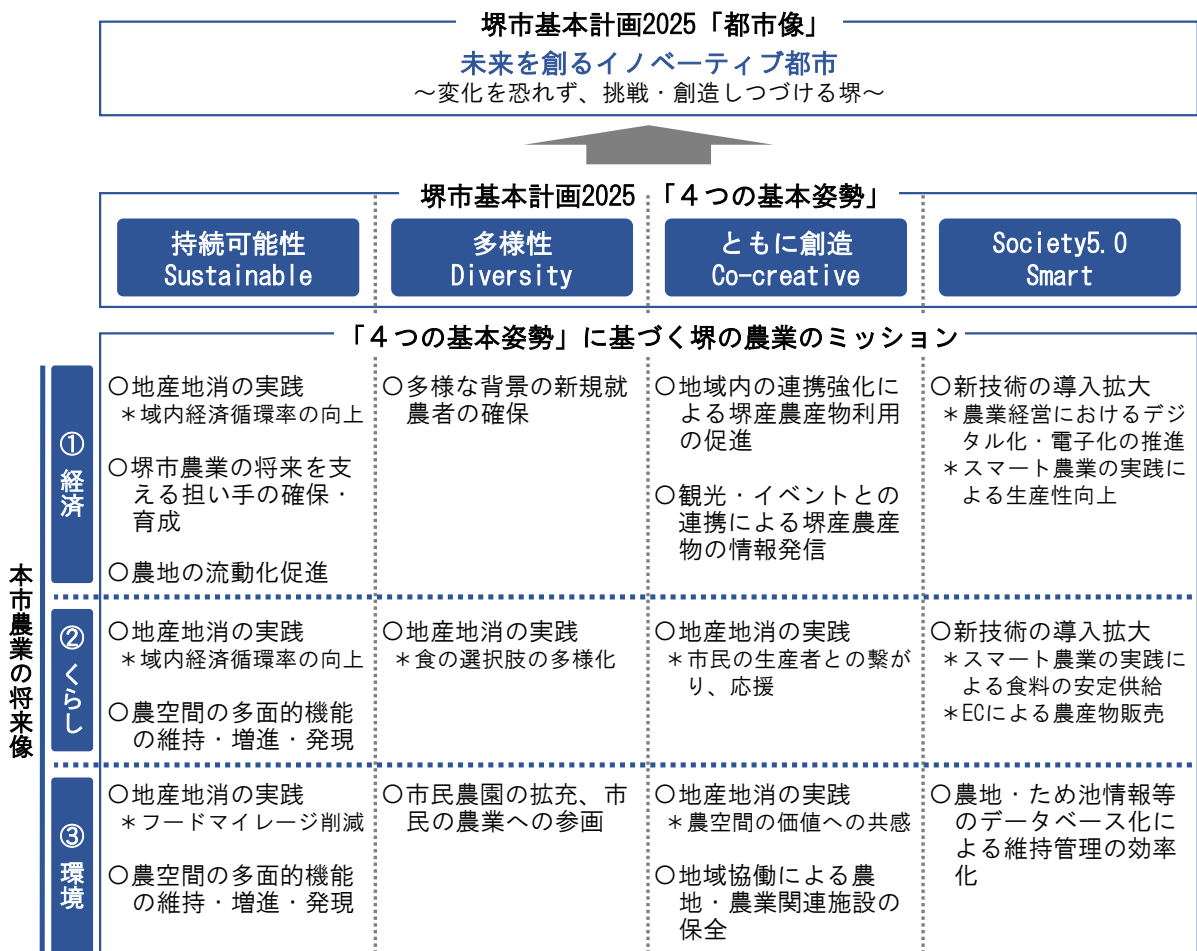 堺市基本計画2025「都市像」
未来を創るイノベーティブ都市
～変化を恐れず、挑戦・創造しつづける堺～
堺市基本計画2025 「４つの基本姿勢」
持続可能性
Sustainable
多様性
Diversity
ともに創造
Co-creative
Society5.0
Smart
「４つの基本姿勢」に基づく堺の農業のミッション
本市農業の将来像
①経済
○地産地消の実践
＊域内経済循環率の向上
○堺市農業の将来を支
える担い手の確保・
育成
○農地の流動化促進
○多様な背景の新規就
農者の確保
○地域内の連携強化に
よる堺産農産物利用
の促進
○観光・イベントとの
連携による堺産農産
物の情報発信
○新技術の導入拡大
＊農業経営におけるデジ
タル化・電子化の推進
＊スマート農業の実践に
よる生産性向上
②くらし
○地産地消の実践
＊域内経済循環率の向上
○農空間の多面的機能
の維持・増進・発現
○地産地消の実践
＊食の選択肢の多様化
○地産地消の実践
＊市民の生産者との繋が
り、応援
○新技術の導入拡大
＊スマート農業の実践に
よる食料の安定供給
＊ECによる農産物販売
③環境
○地産地消の実践
＊フードマイレージ削減
○農空間の多面的機能
の維持・増進・発現
○市民農園の拡充、市
民の農業への参画
○地産地消の実践
＊農空間の価値への共感
○地域協働による農
地・農業関連施設の
保全
○農地・ため池情報等
のデータベース化に
よる維持管理の効率
化